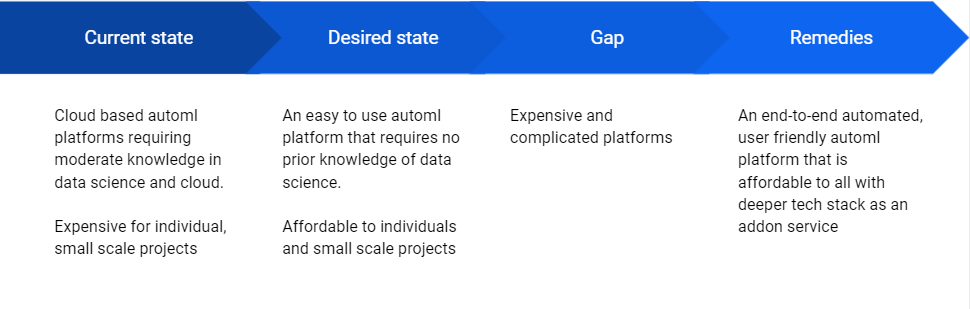 Current state
Desired state
Gap
Remedies
Cloud based automl
platforms requiring
moderate knowledge in
data science and cloud.
Expensive for individual,
small scale projects
An easy to use automl
platform that requires no
prior knowledge of data
science.
Affordable to individuals
and small scale projects
Expensive and
complicated platforms
An end-to-end automated,
user friendly automl
platform that is
affordable to all with
deeper tech stack as an
addon service